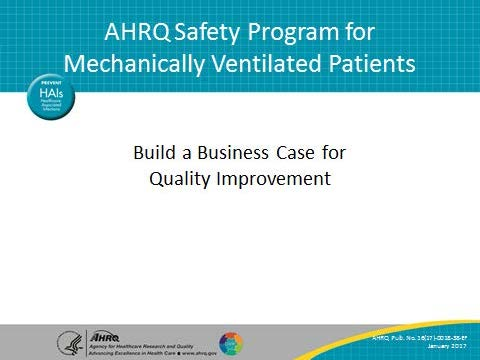 AHRQ Safety Program for
Mechanically Ventilated Patients
PREVENT
HAIs
Healthcare
Associated
Infections
Build a Business Case for
Quality Improvement
AHRQ
Agency for Healthcare Research and Quality
Advancing Excellence in Health Care ■ www.ahrq.gov
AHRQ Pub. No. 16(17)-0018-38-EF
January 2017